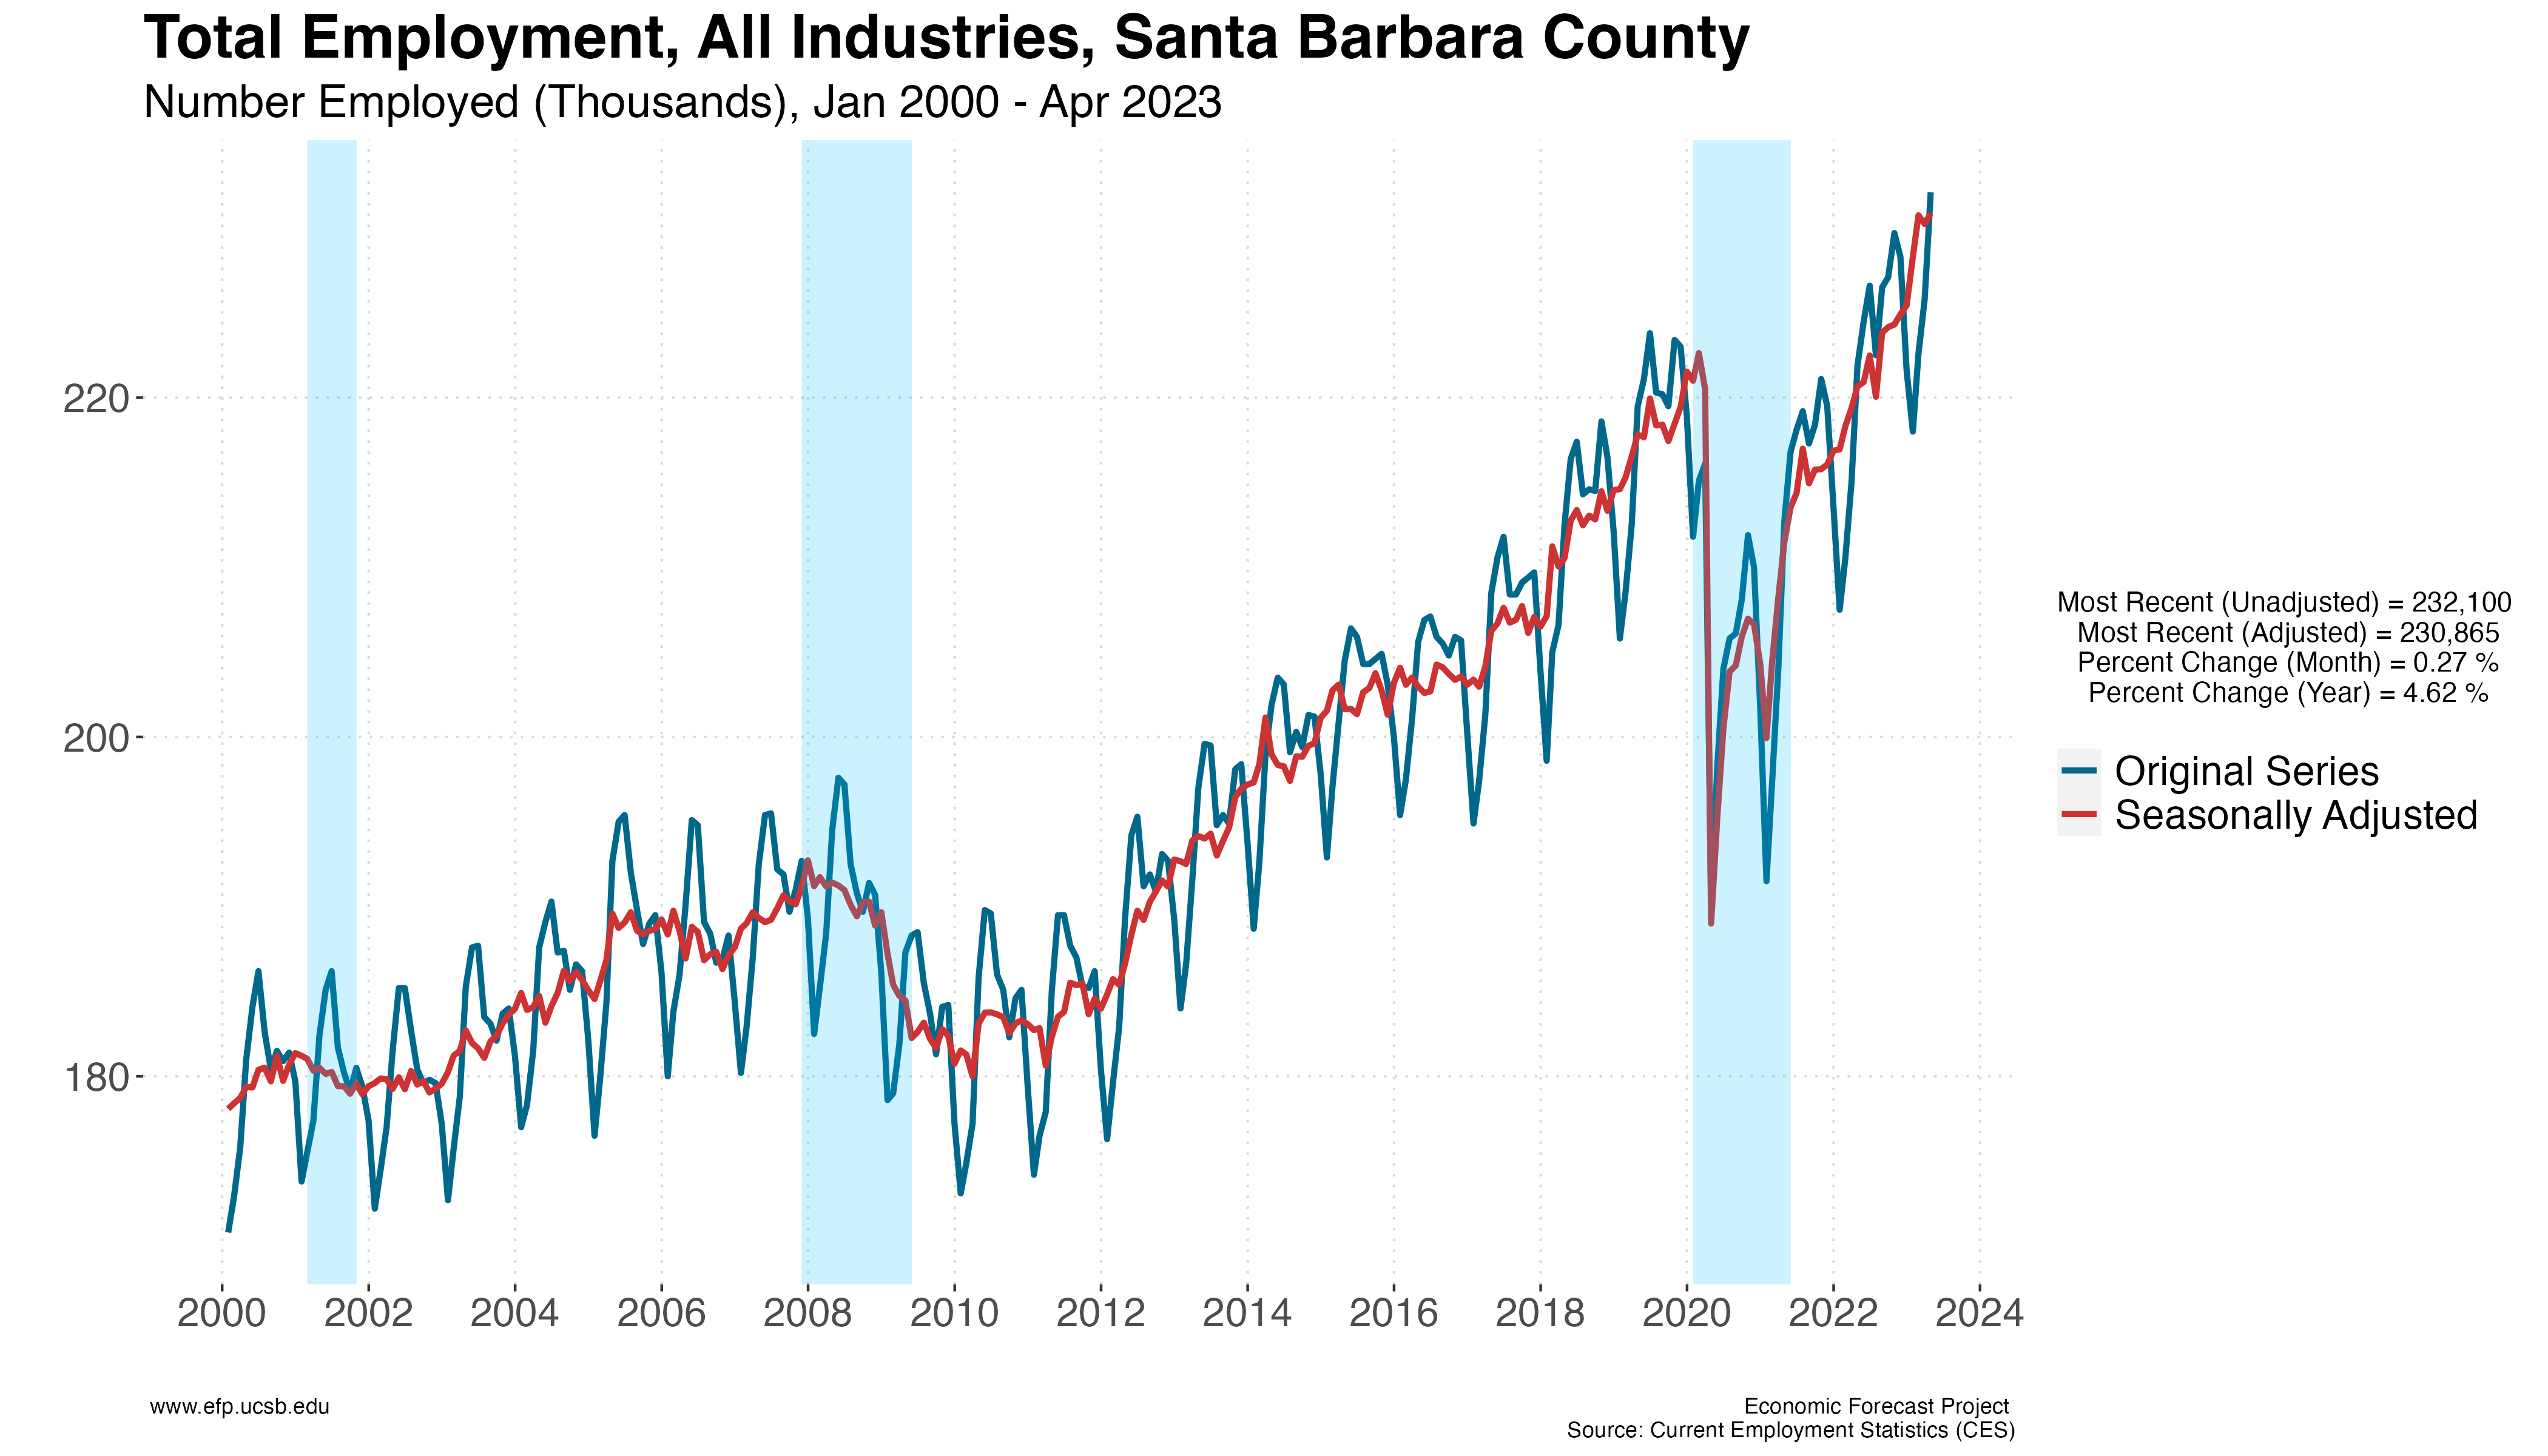 Total Employment, All Industries, Santa Barbara County
Number Employed (Thousands), Jan 2000 - Apr 2023
220
200
180
Most Recent (Unadjusted) = 232,100
Most Recent (Adjusted) = 230,865
Percent Change (Month) = 0.27 %
Percent Change (Year) = 4.62 %
Original Series
Seasonally Adjusted
2000 2002 2004 2006 2008 2010 2012 2014 2016 2018 2020 2022 2024
www.efp.ucsb.edu
Economic Forecast Project
Source: Current Employment Statistics (CES)